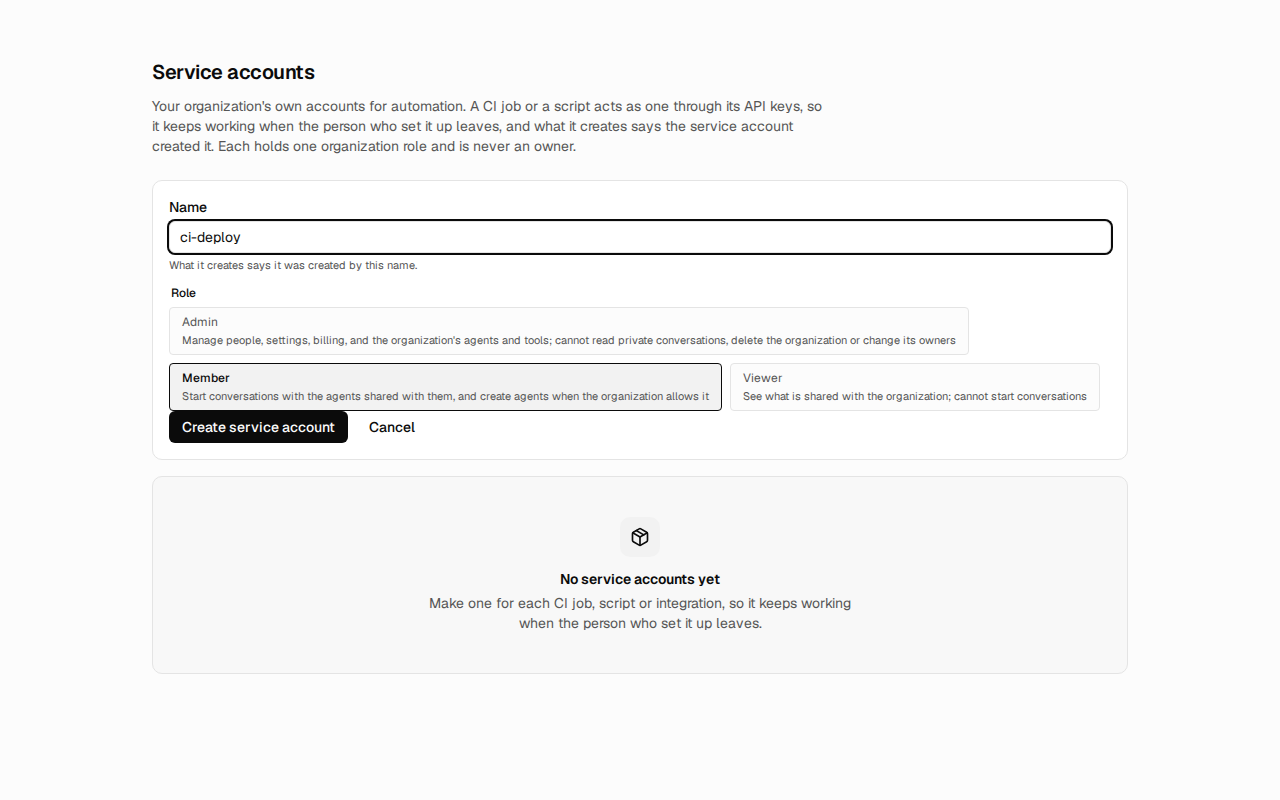 Service accounts
Your organization's own accounts for automation. A CI job or a script acts as one through its API keys, so
it keeps working when the person who set it up leaves, and what it creates says the service account
created it. Each holds one organization role and is never an owner.
Name
ci-deploy
What it creates says it was created by this name.
Role
Admin
Manage people, settings, billing, and the organization's agents and tools; cannot read private conversations, delete the organization or change its owners
Member
Start conversations with the agents shared with them, and create agents when the organization allows it
Viewer
See what is shared with the organization; cannot start conversations
Create service account
Cancel
No service accounts yet
Make one for each CI job, script or integration, so it keeps working
when the person who set it up leaves.